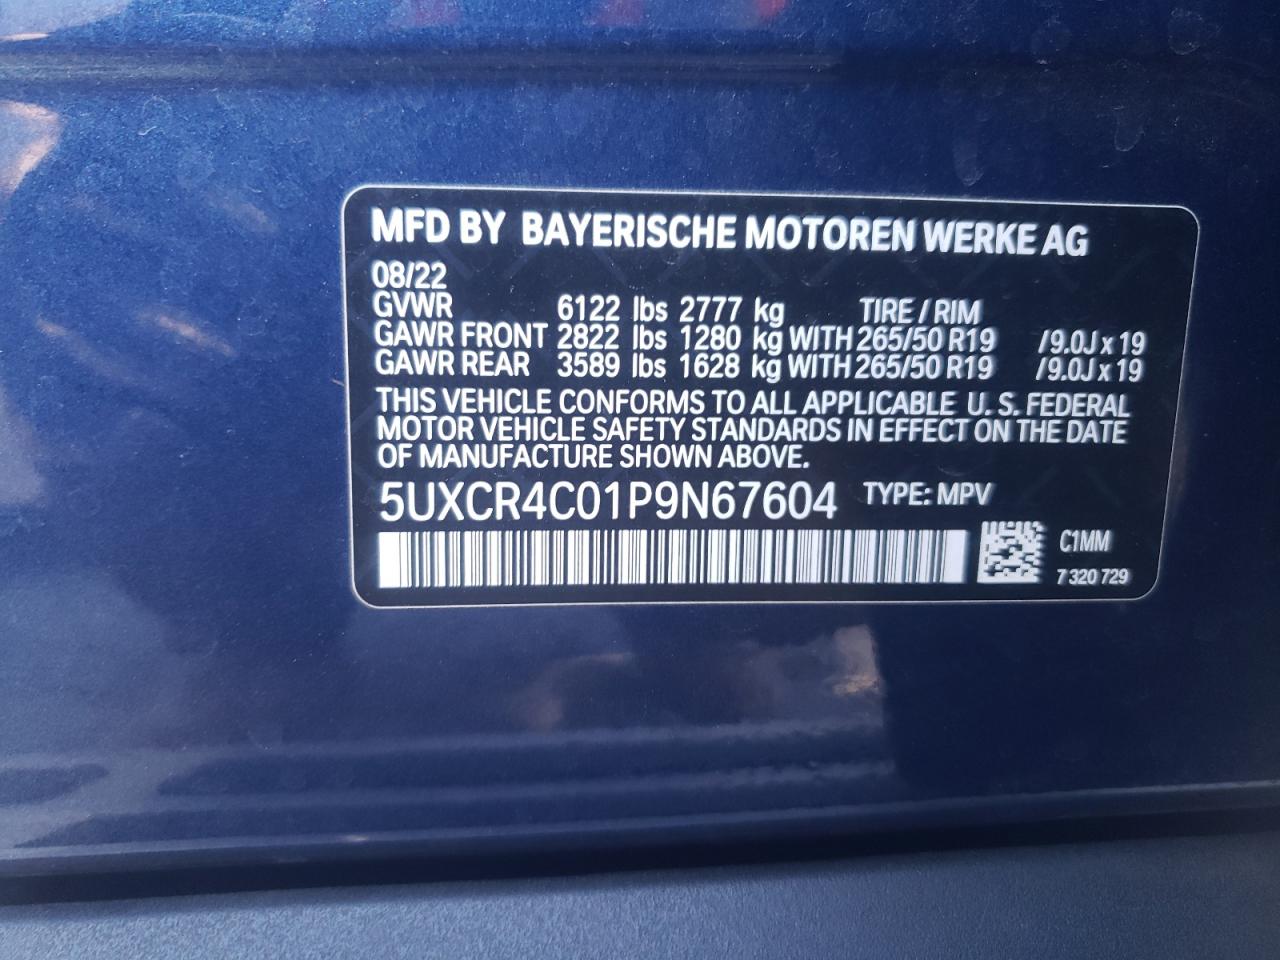 MFD BY BAYERISCHE MOTOREN WERKE AG
08/22
GVWR 6122 lbs 2777 kg TIRE / RIM
GAWR FRONT 2822 lbs 1280 kg WITH 265/50 R19 /9.0J x 19
GAWR REAR 3589 lbs 1628 kg WITH 265/50 R19 /9.0J x 19
THIS VEHICLE CONFORMS TO ALL APPLICABLE U. S. FEDERAL
MOTOR VEHICLE SAFETY STANDARDS IN EFFECT ON THE DATE
OF MANUFACTURE SHOWN ABOVE.
5UXCR4C01P9N67604 TYPE: MPV
C1MM
7 320 729